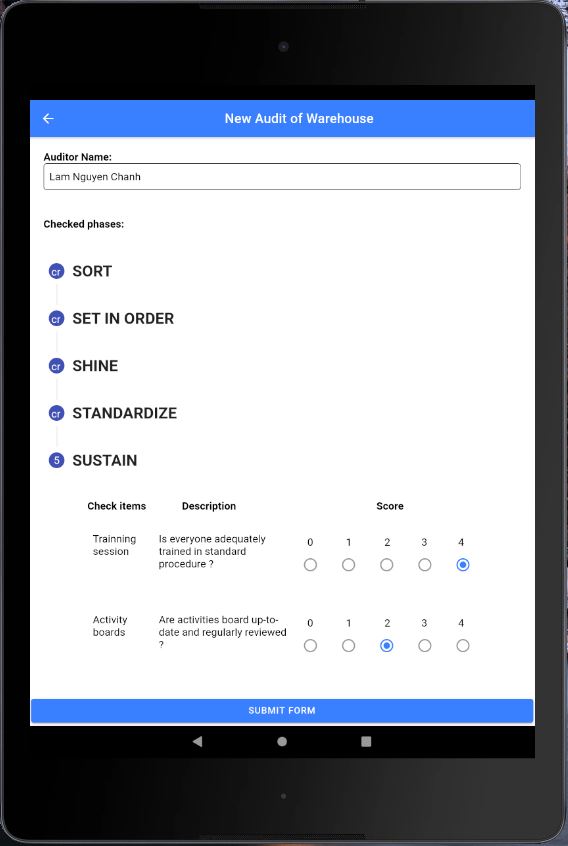 New Audit of Warehouse
Auditor Name:
Lam Nguyen Chanh
Checked phases:
cr SORT
cr SET IN ORDER
cr SHINE
cr STANDARDIZE
5 SUSTAIN
Check items Description Score
Trainning session
Is everyone adequately
trained in standard
procedure ?
0 1 2 3 4
Activity boards
Are activities board up-to-
date and regularly reviewed
?
0 1 2 3 4
SUBMIT FORM